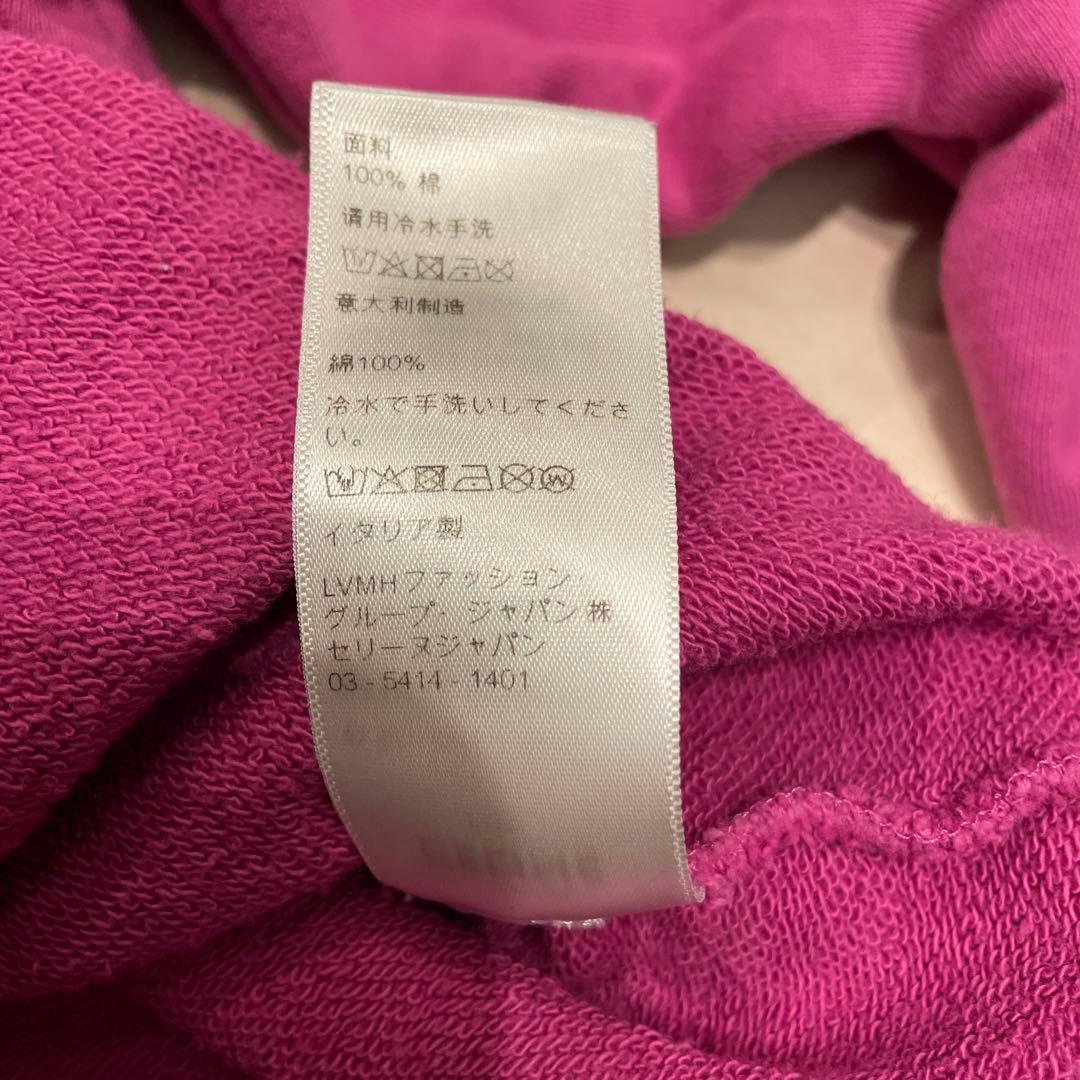 面料
100% 棉
请用冷水手洗
意大利制造
綿100%
冷水で手洗いしてくださ
い。
イタリア製
LVMHファッション
グループ・ジャパン株
セリーヌジャパン
03 - 5414 - 1401